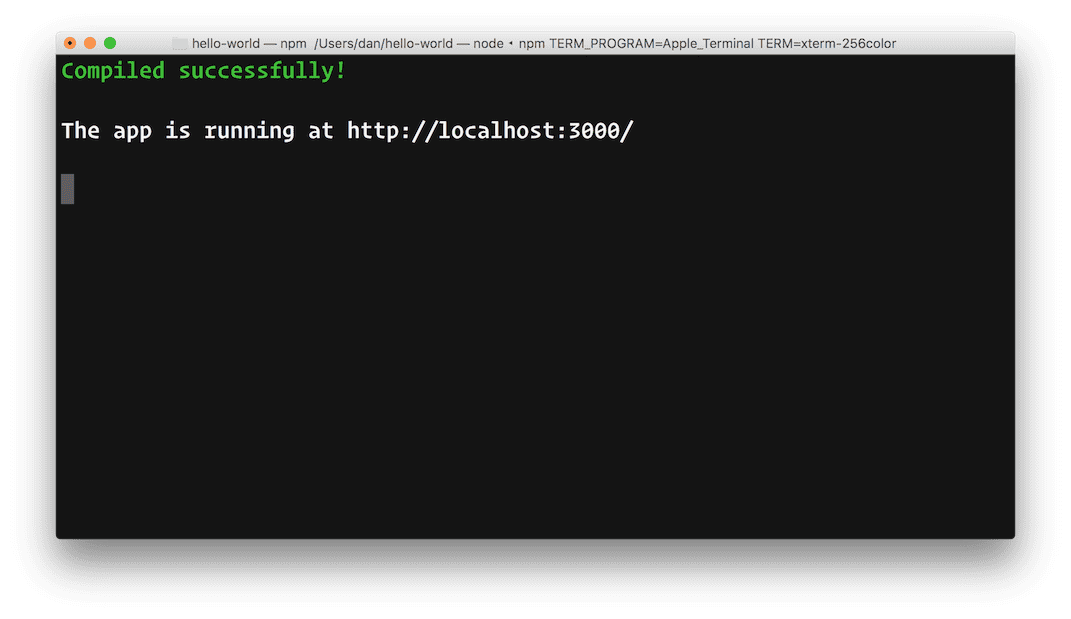 hello-world — npm  /Users/dan/hello-world — node • npm TERM_PROGRAM=Apple_Terminal TERM=xterm-256color
Compiled successfully!
The app is running at http://localhost:3000/